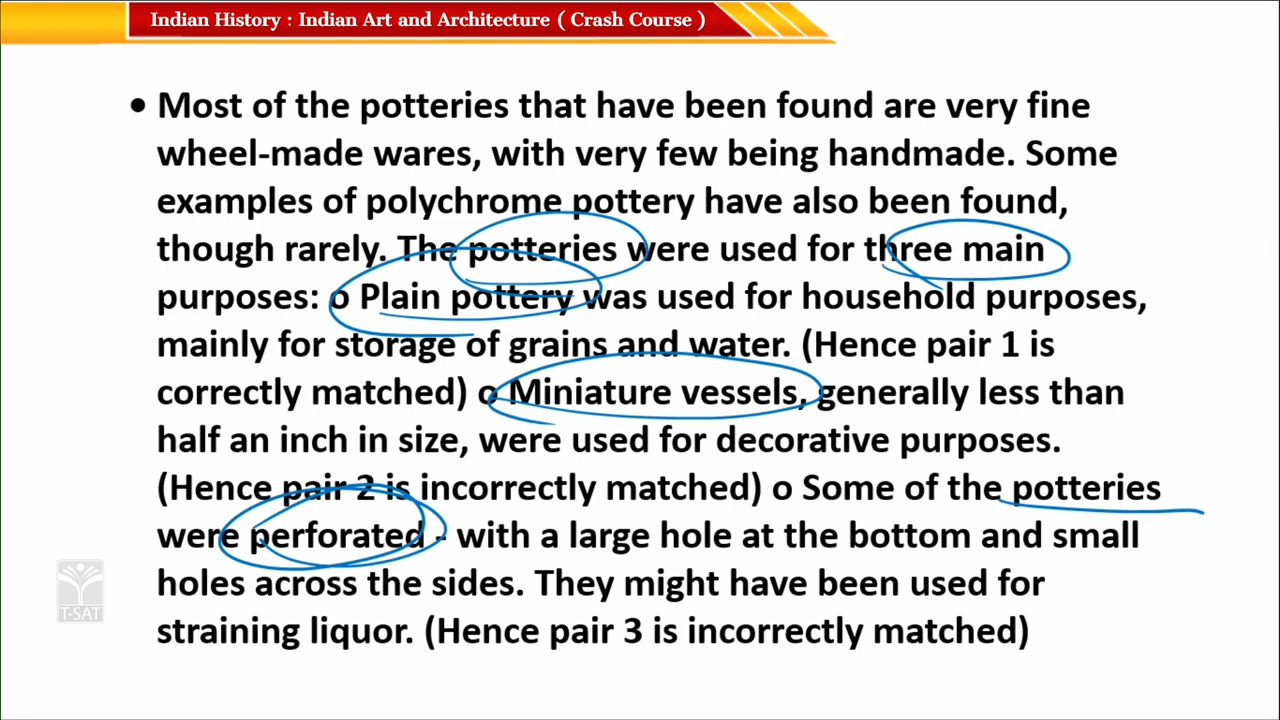 Indian History : Indian Art and Architecture ( Crash Course )
• Most of the potteries that have been found are very fine
wheel-made wares, with very few being handmade. Some
examples of polychrome pottery have also been found,
though rarely. The potteries were used for three main
purposes: o Plain pottery was used for household purposes,
mainly for storage of grains and water. (Hence pair 1 is
correctly matched) o Miniature vessels, generally less than
half an inch in size, were used for decorative purposes.
(Hence pair 2 is incorrectly matched) o Some of the potteries
were perforated - with a large hole at the bottom and small
holes across the sides. They might have been used for
straining liquor. (Hence pair 3 is incorrectly matched)
T-SAT